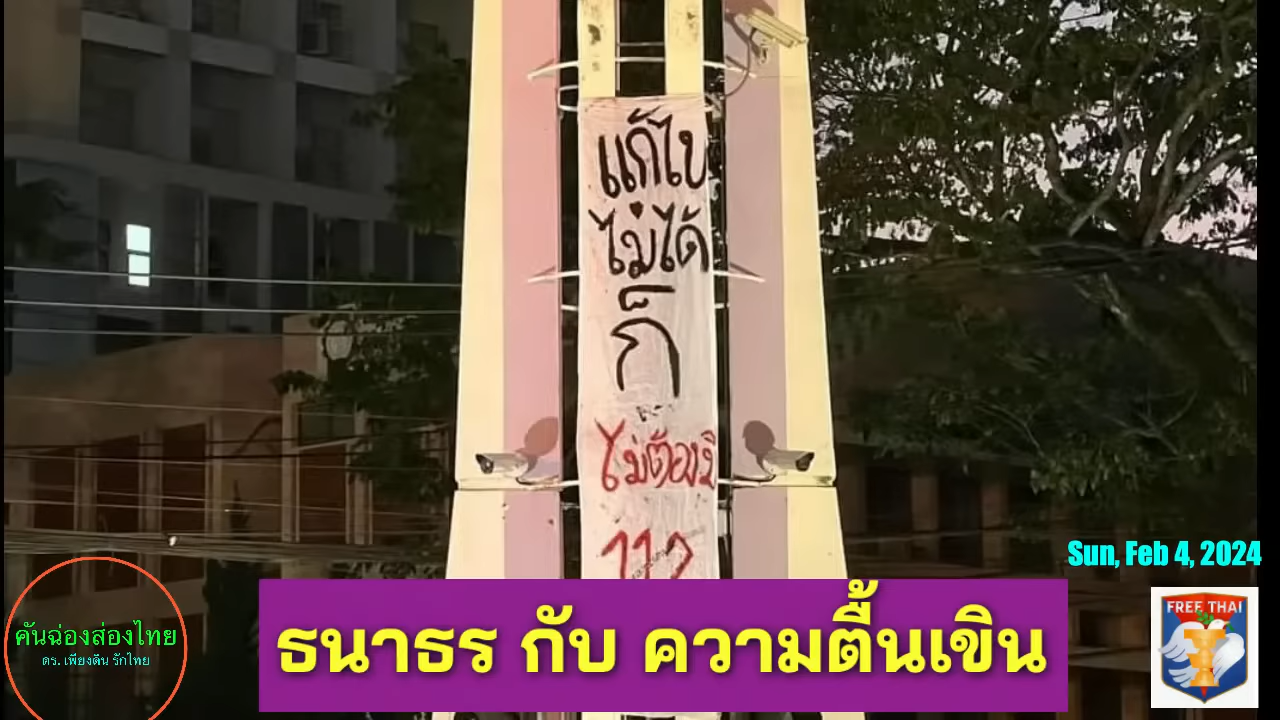 แก้ไข
ไม่ได้
ก็
ไม่ต้องมี
112
Sun, Feb 4, 2024
คันฉ่องส่องไทย
ดร. เพียงดิน รักไทย
ธนาธร กับ ความตื้นเขิน
FREE THAI